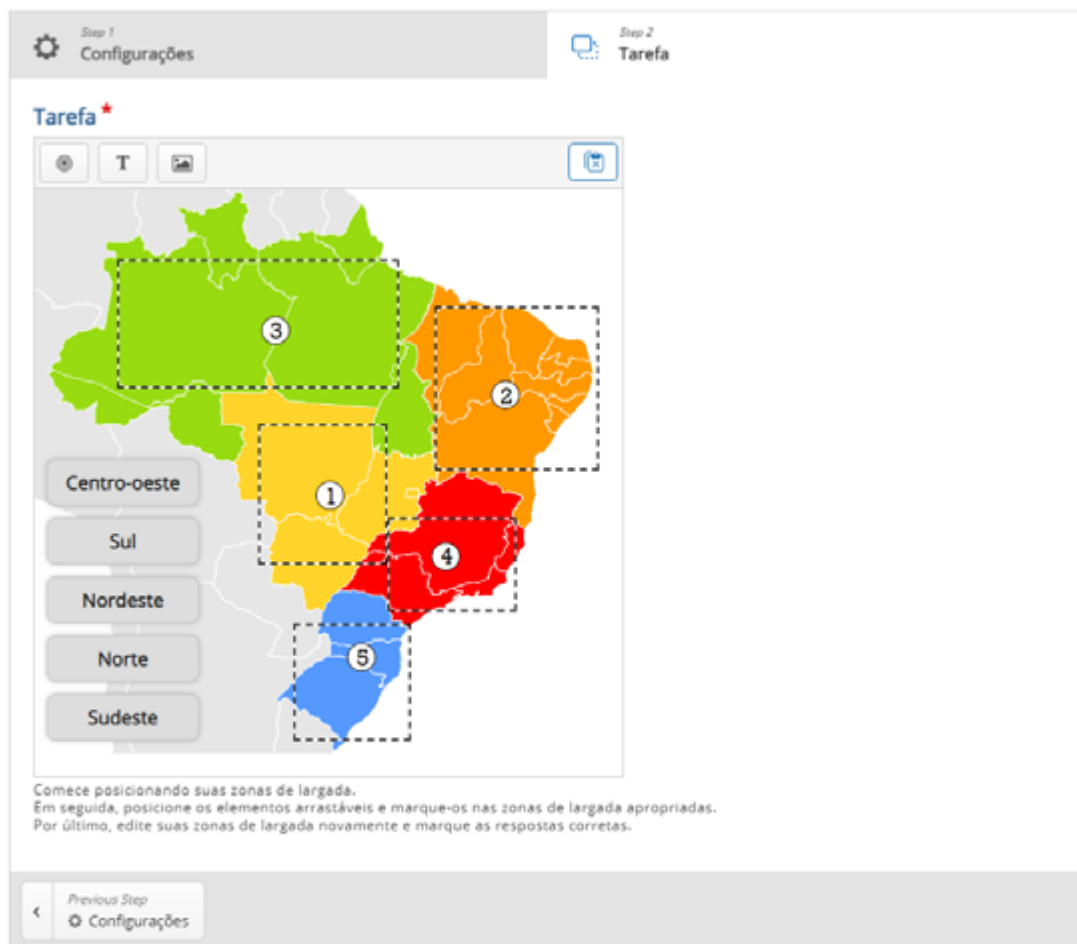 Step 1
Configurações
Step 2
Tarefa
Tarefa *
T
3
2
1
4
5
Centro-oeste
Sul
Nordeste
Norte
Sudeste
Comece posicionando suas zonas de largada.
Em seguida, posicione os elementos arrastáveis e marque-os nas zonas de largada apropriadas.
Por último, edite suas zonas de largada novamente e marque as respostas corretas.
Previous Step
Configurações